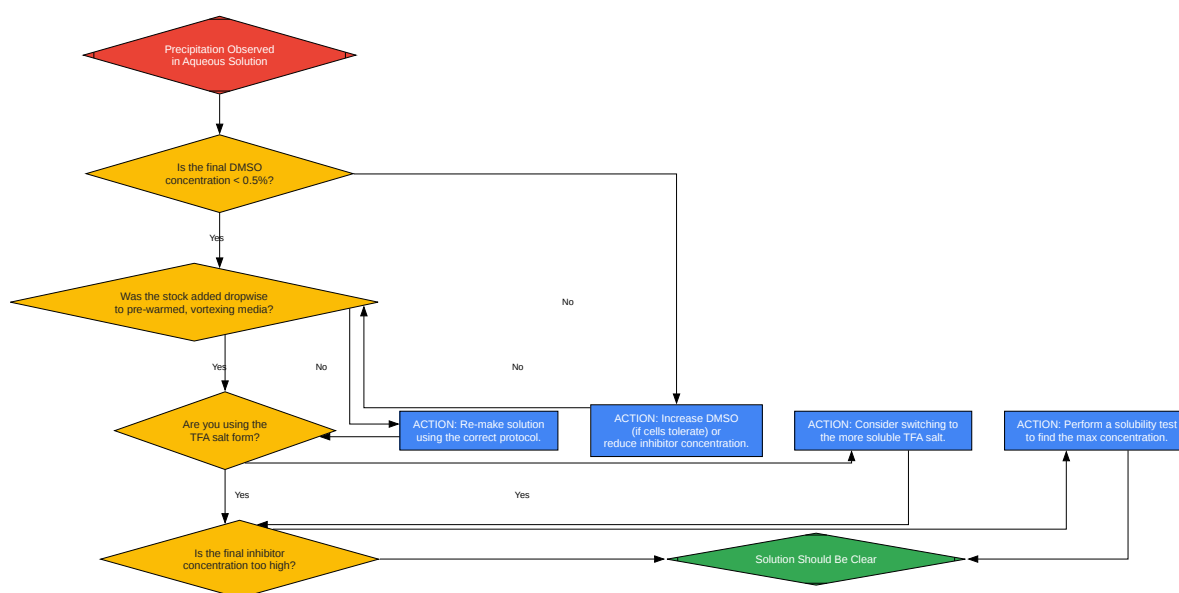 Precipitation Observed
in Aqueous Solution
Is the final DMSO
concentration < 0.5%?
Yes
Was the stock added dropwise
to pre-warmed, vortexing media?
No
Yes
No
No
Are you using the
TFA salt form?
ACTION: Re-make solution
using the correct protocol.
ACTION: Increase DMSO
(if cells tolerate) or
reduce inhibitor concentration.
ACTION: Consider switching to
the more soluble TFA salt.
ACTION: Perform a solubility test
to find the max concentration.
Yes
Yes
Is the final inhibitor
concentration too high?
Solution Should Be Clear